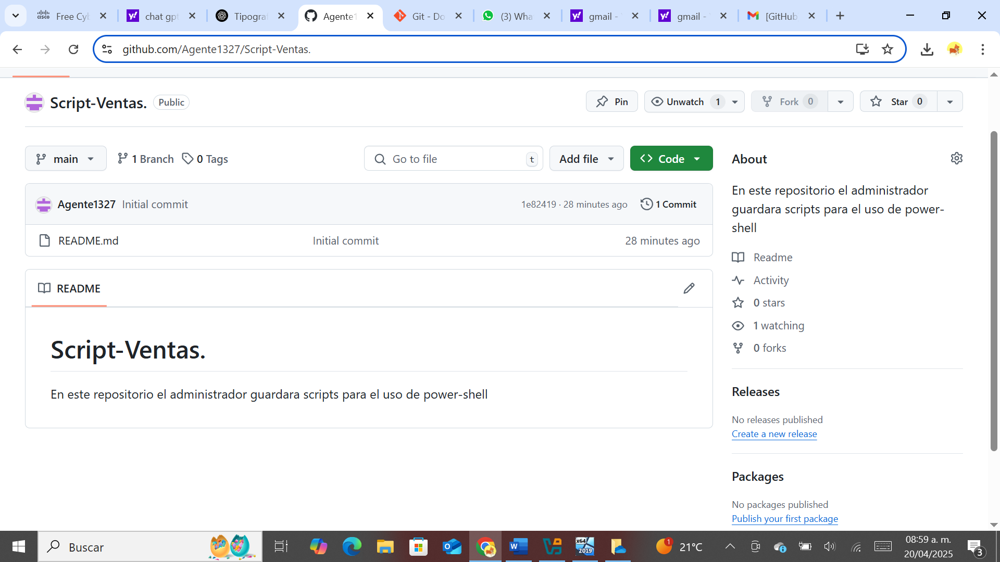 Free Cyb
chat gpt
Tipograf
Agente1
Git - Do
(3) Wha
gmail -
gmail -
[GitHub
github.com/Agente1327/Script-Ventas.
Script-Ventas. Public
Pin
Unwatch 1
Fork 0
Star 0
main
1 Branch
0 Tags
Go to file
t
Add file
Code
Agente1327 Initial commit
1e82419 · 28 minutes ago
1 Commit
README.md
Initial commit
28 minutes ago
README
Script-Ventas.
En este repositorio el administrador guardara scripts para el uso de power-shell
About
En este repositorio el administrador
guardara scripts para el uso de power-
shell
Readme
Activity
0 stars
1 watching
0 forks
Releases
No releases published
Create a new release
Packages
No packages published
Publish your first package
Buscar
x64
2019
1
21°C
08:59 a. m.
20/04/2025
3